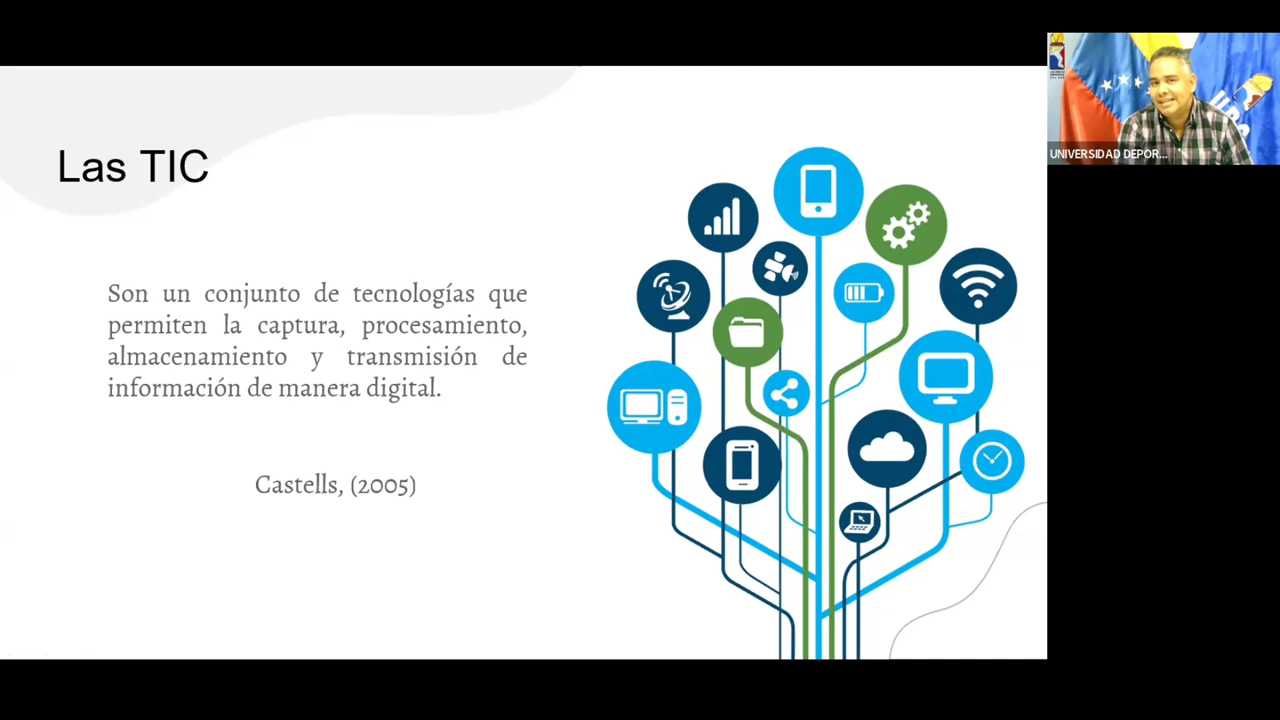 Las TIC
Son un conjunto de tecnologías que
permiten la captura, procesamiento,
almacenamiento y transmisión de
información de manera digital.
Castells, (2005)
UNIVERSIDAD DEPOR...